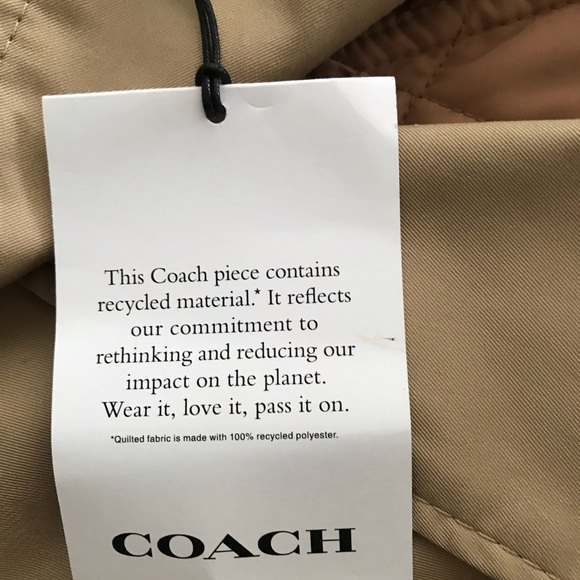 This Coach piece contains
recycled material.* It reflects
our commitment to
rethinking and reducing our
impact on the planet.
Wear it, love it, pass it on.
*Quilted fabric is made with 100% recycled polyester.
COACH